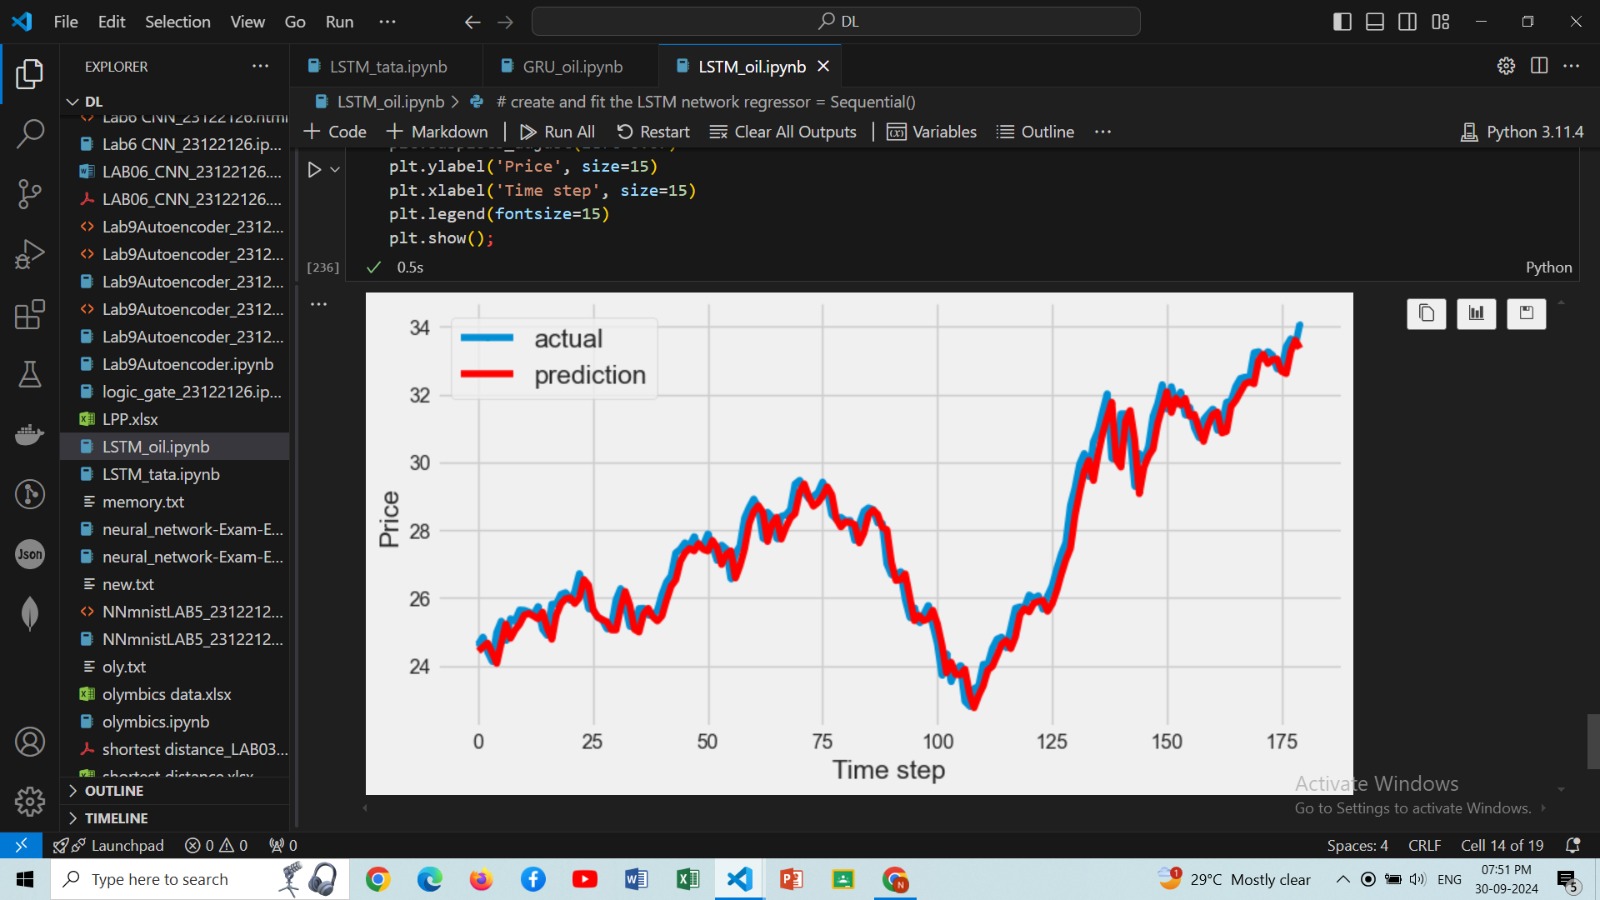 File Edit Selection View Go Run ··· DL
EXPLORER ···
LSTM_tata.ipynb GRU_oil.ipynb LSTM_oil.ipynb
DL
LSTM_oil.ipynb > # create and fit the LSTM network regressor = Sequential()
+ Code + Markdown | Run All Restart Clear All Outputs | Variables Outline ··· Python 3.11.4
Lab6 CNN_23122126.html
Lab6 CNN_23122126.ip...
LAB06_CNN_23122126....
LAB06_CNN_23122126....
Lab9Autoencoder_2312...
Lab9Autoencoder_2312...
Lab9Autoencoder_2312...
Lab9Autoencoder_2312...
Lab9Autoencoder_2312...
Lab9Autoencoder.ipynb
logic_gate_23122126.ip...
LPP.xlsx
LSTM_oil.ipynb
LSTM_tata.ipynb
memory.txt
neural_network-Exam-E...
neural_network-Exam-E...
new.txt
NNmnistLAB5_2312212...
NNmnistLAB5_2312212...
oly.txt
olymbics data.xlsx
olymbics.ipynb
shortest distance_LAB03...
shortest distance.xlsx
OUTLINE
TIMELINE
plt.ylabel('Price', size=15)
plt.xlabel('Time step', size=15)
plt.legend(fontsize=15)
plt.show();
[236] 0.5s Python
actual
prediction
34
32
30
28
26
24
Price
0 25 50 75 100 125 150 175
Time step
Activate Windows
Go to Settings to activate Windows.
Launchpad 0 0 0 Spaces: 4 CRLF Cell 14 of 19
Json
Type here to search
29°C Mostly clear ENG 07:51 PM
30-09-2024
5